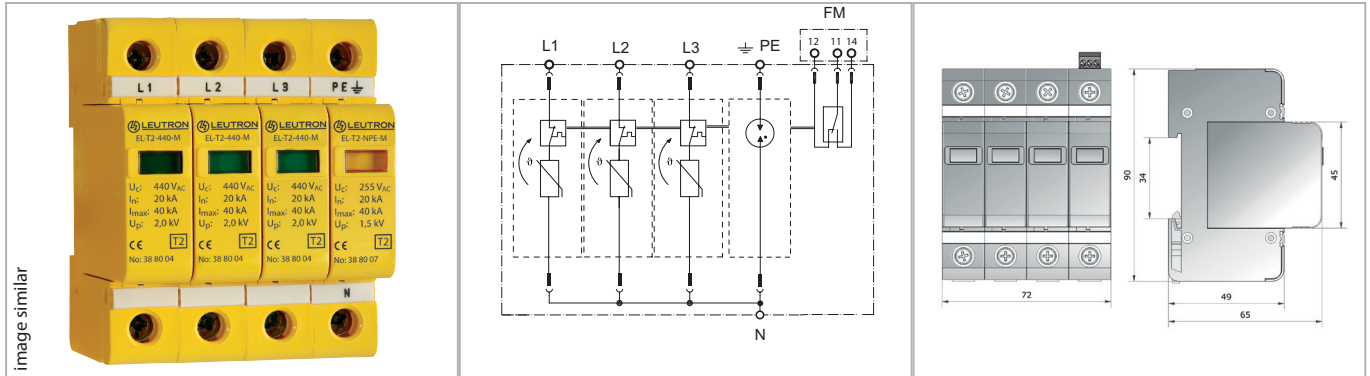 image similar
L1 L2 L3 PE
LEUTRON LEUTRON LEUTRON LEUTRON
EL-T2-440-M EL-T2-440-M EL-T2-440-M EL-T2-NPE-M
Uc: 440 VAC Uc: 440 VAC Uc: 440 VAC Uc: 255 VAC
In: 20 kA In: 20 kA In: 20 kA In: 20 kA
Imax: 40 kA Imax: 40 kA Imax: 40 kA Imax: 40 kA
Up: 2,0 kV Up: 2,0 kV Up: 2,0 kV Up: 1,5 kV
CE T2 CE T2 CE T2 CE T2
No: 38 80 04 No: 38 80 04 No: 38 80 04 No: 38 80 07
N
FM
L1 L2 L3 PE
12 11 14
ϑ ϑ ϑ
N
90
34
45
72
49
65